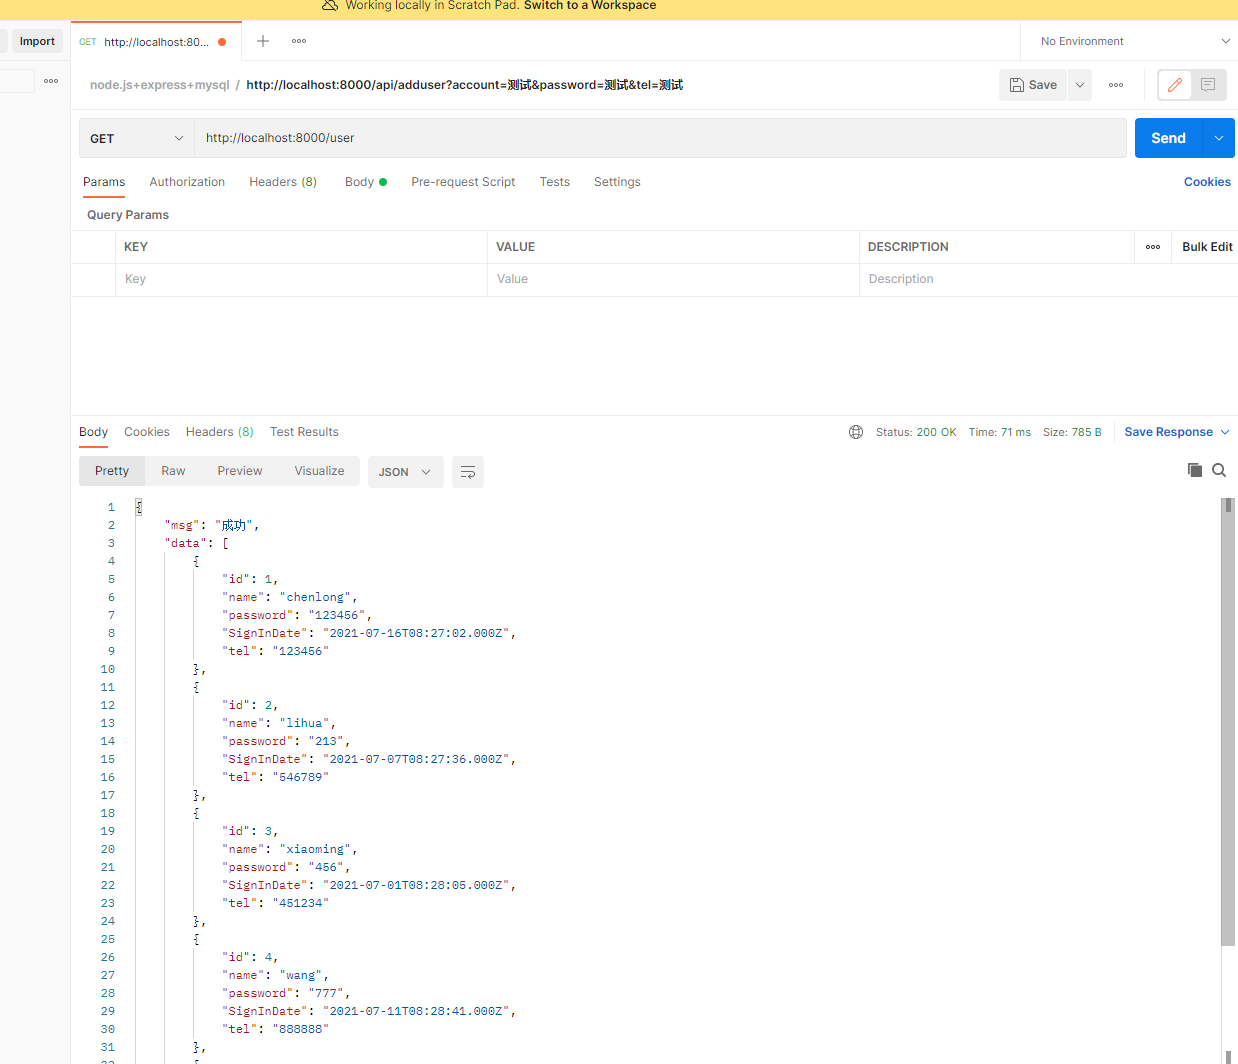 Working locally in Scratch Pad. Switch to a Workspace
Import
GET http://localhost:80...
No Environment
node.js+express+mysql / http://localhost:8000/api/adduser?account=测试&password=测试&tel=测试
Save
GET
http://localhost:8000/user
Send
Params Authorization Headers (8) Body Pre-request Script Tests Settings Cookies
Query Params
KEY VALUE DESCRIPTION Bulk Edit
Key Value Description
Body Cookies Headers (8) Test Results Status: 200 OK Time: 71 ms Size: 785 B Save Response
Pretty Raw Preview Visualize JSON
1 {
2 "msg": "成功",
3 "data": [
4 {
5 "id": 1,
6 "name": "chenlong",
7 "password": "123456",
8 "SignInDate": "2021-07-16T08:27:02.000Z",
9 "tel": "123456"
10 },
11 {
12 "id": 2,
13 "name": "lihua",
14 "password": "213",
15 "SignInDate": "2021-07-07T08:27:36.000Z",
16 "tel": "546789"
17 },
18 {
19 "id": 3,
20 "name": "xiaoming",
21 "password": "456",
22 "SignInDate": "2021-07-01T08:28:05.000Z",
23 "tel": "451234"
24 },
25 {
26 "id": 4,
27 "name": "wang",
28 "password": "777",
29 "SignInDate": "2021-07-11T08:28:41.000Z",
30 "tel": "888888"
31 },